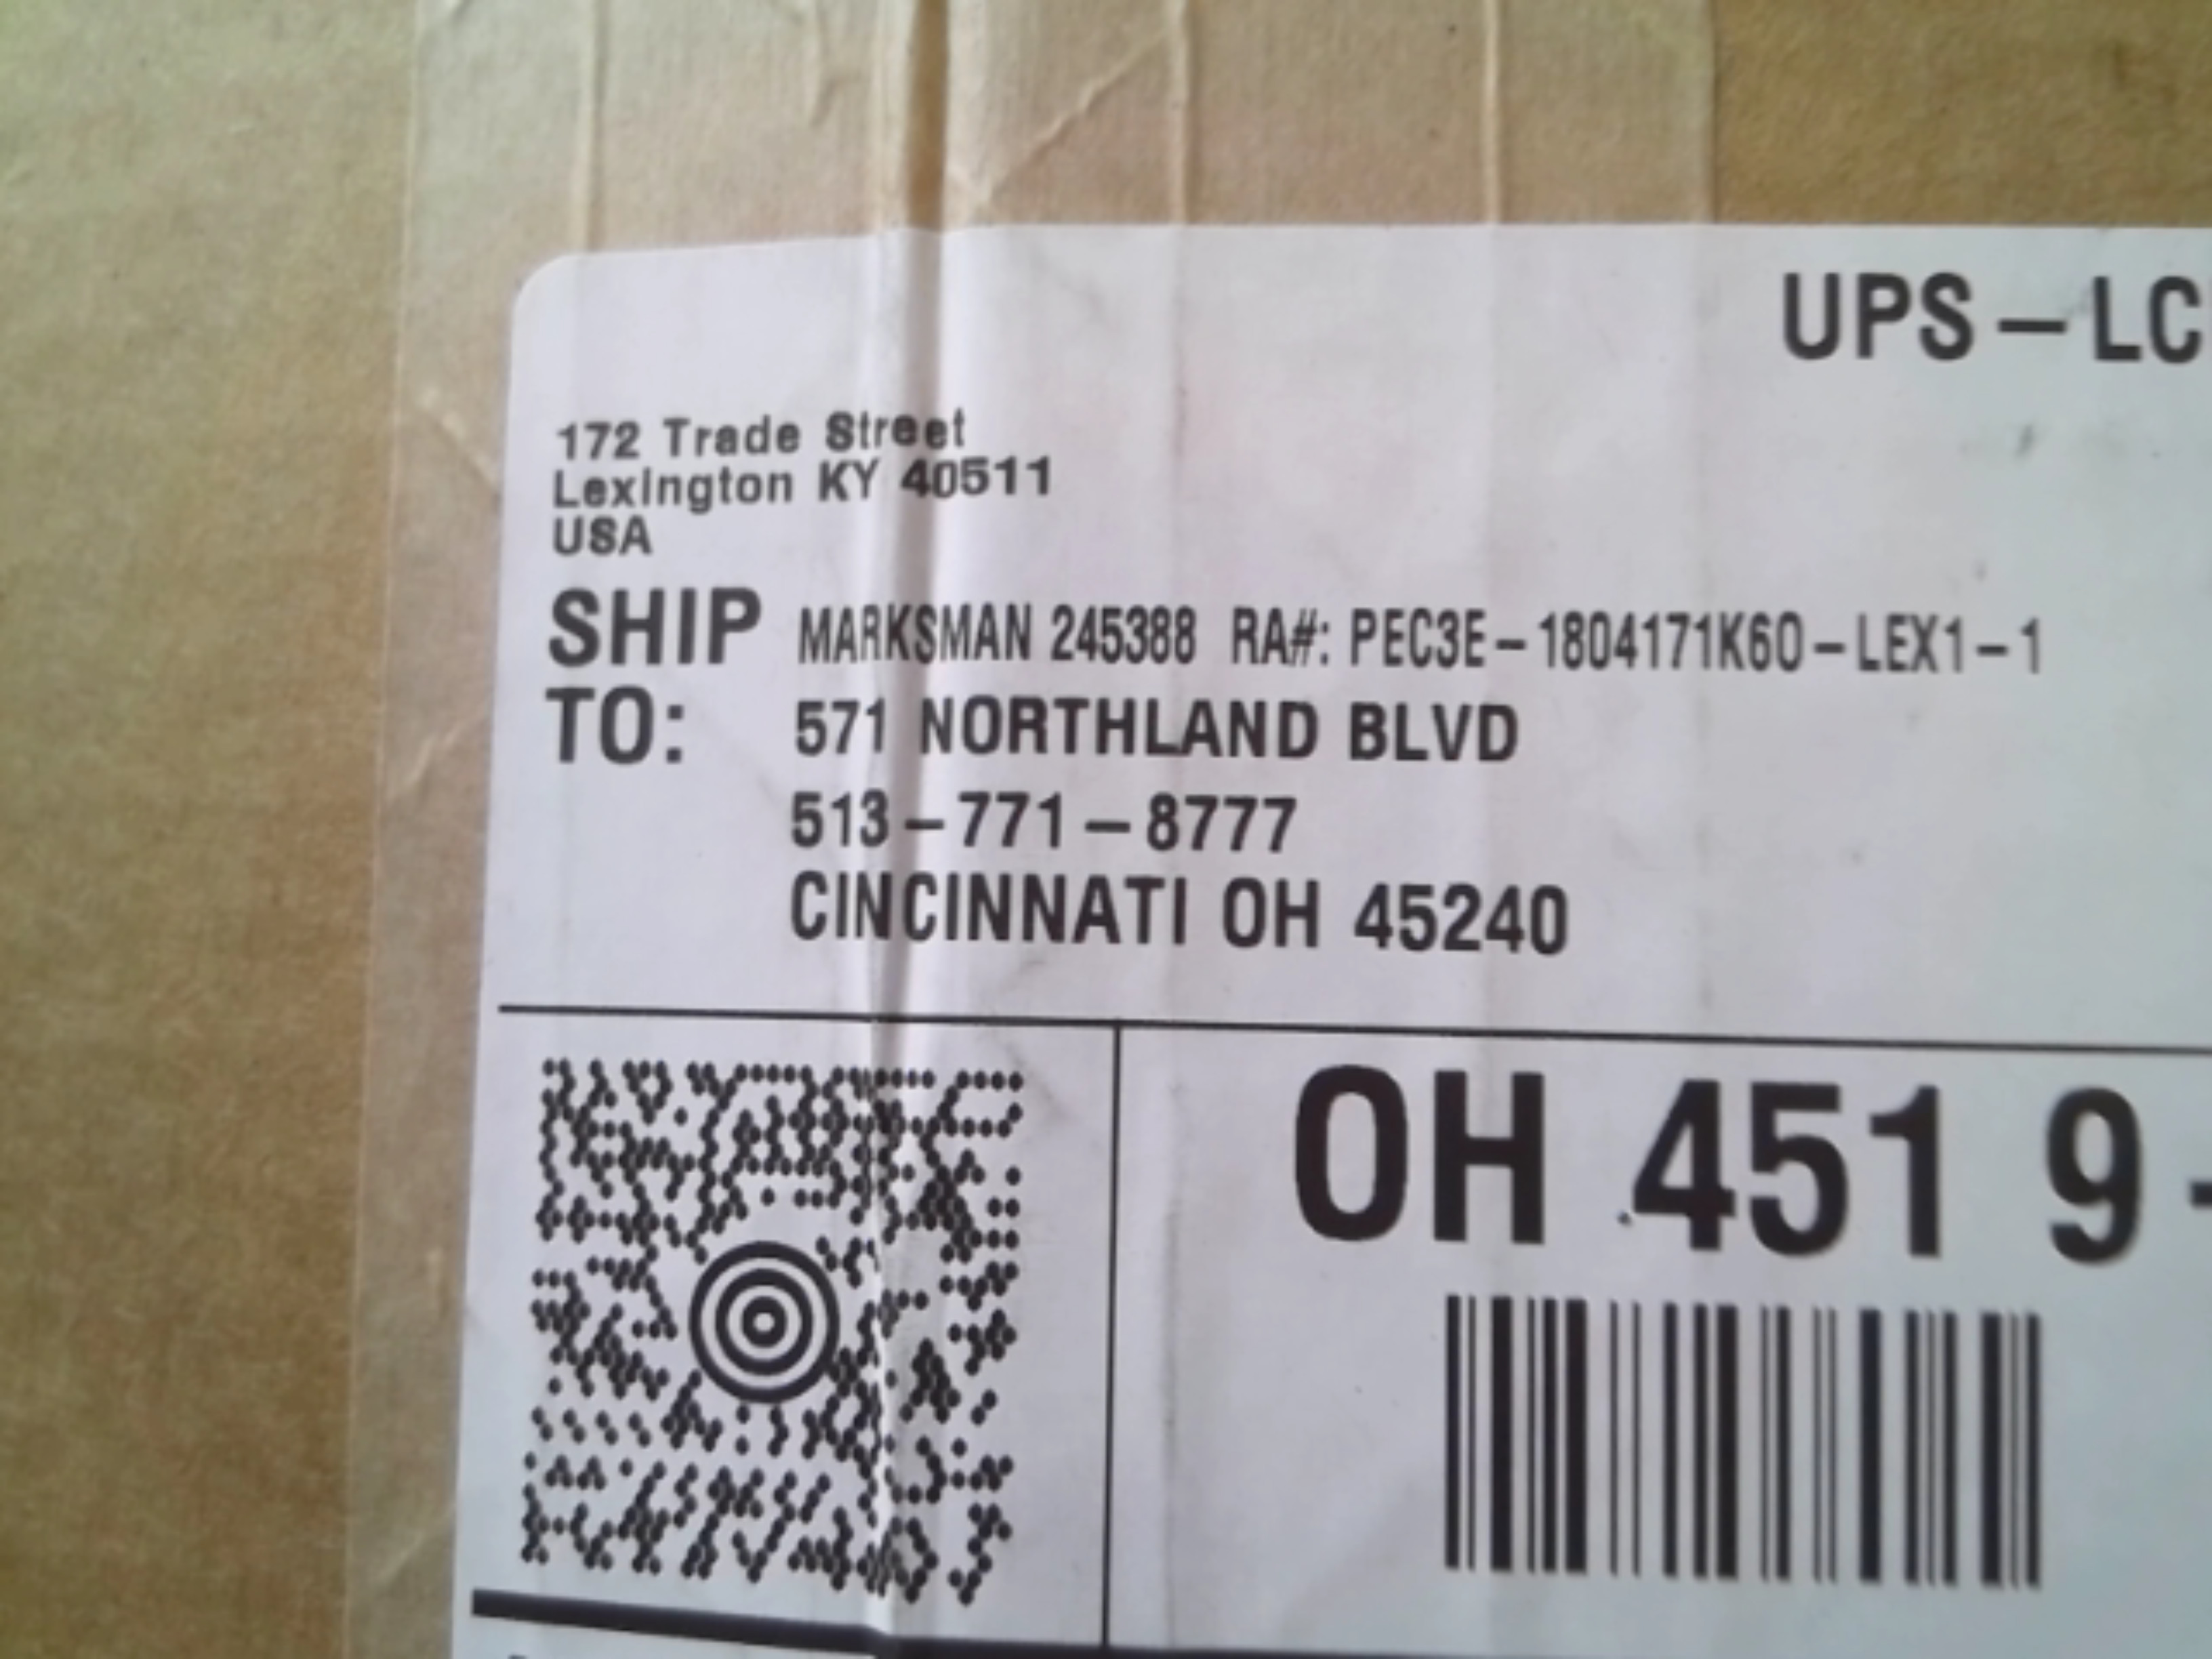 UPS – LC
172 Trade Street
Lexington KY 40511
USA
SHIP TO: MARKSMAN 245388 RA#: PEC3E–1804171K60–LEX1–1
571 NORTHLAND BLVD
513–771–8777
CINCINNATI OH 45240
OH 451 9-